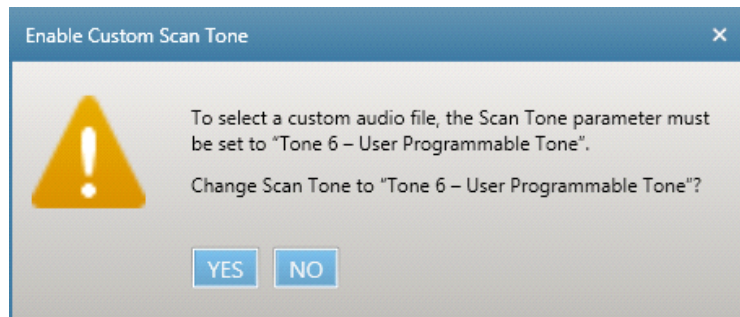 Enable Custom Scan Tone
To select a custom audio file, the Scan Tone parameter must
be set to “Tone 6 – User Programmable Tone”.
Change Scan Tone to “Tone 6 – User Programmable Tone”?
YES NO